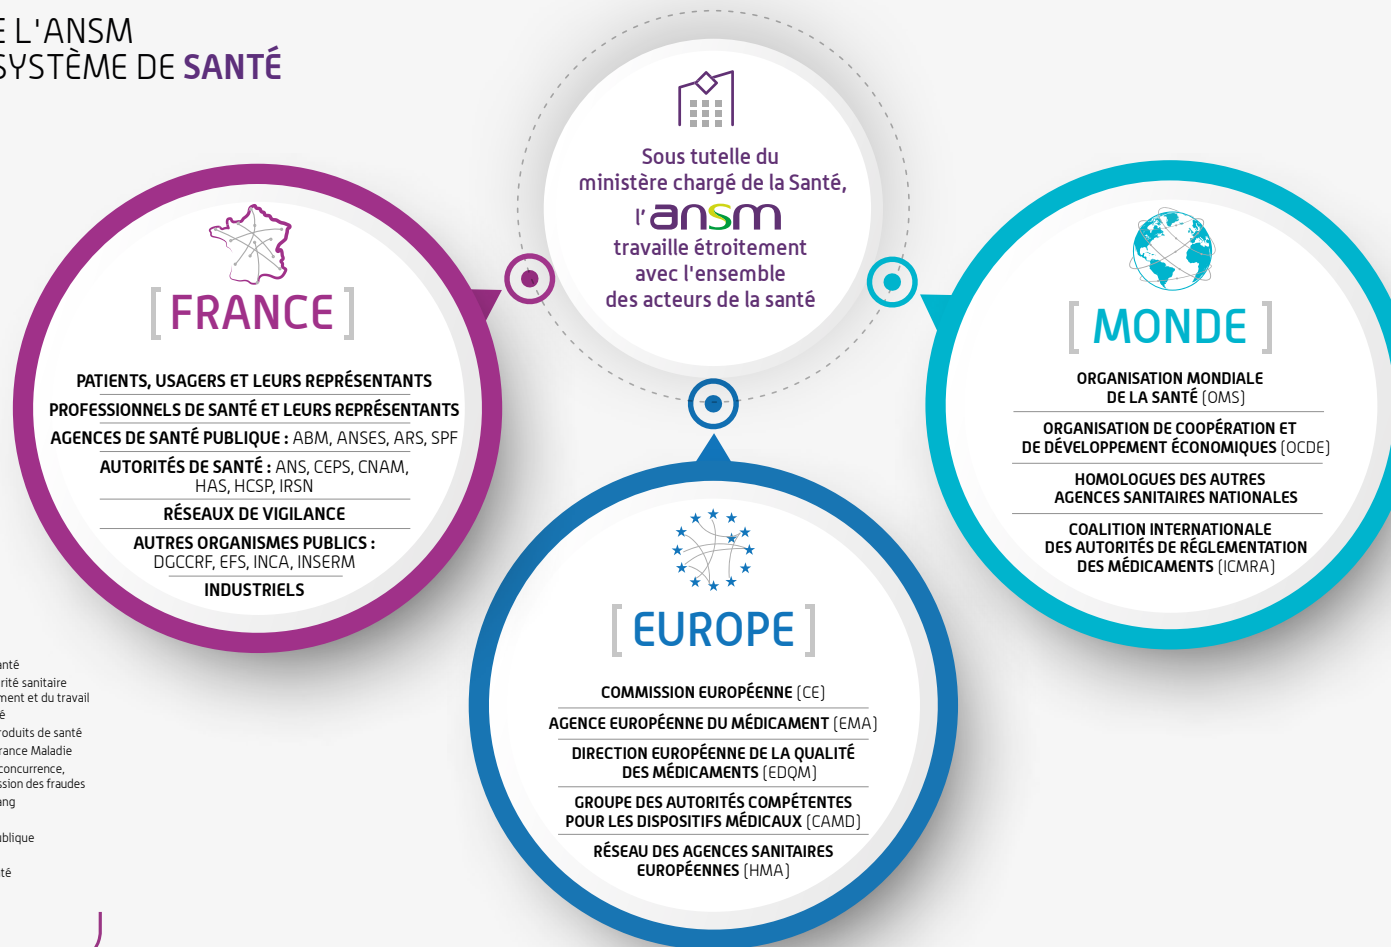 E L'ANSM
SYSTÈME DE SANTÉ
Sous tutelle du
ministère chargé de la Santé,
l'ansm
travaille étroitement
avec l'ensemble
des acteurs de la santé
[FRANCE]
PATIENTS, USAGERS ET LEURS REPRÉSENTANTS
PROFESSIONNELS DE SANTÉ ET LEURS REPRÉSENTANTS
AGENCES DE SANTÉ PUBLIQUE : ABM, ANSES, ARS, SPF
AUTORITÉS DE SANTÉ : ANS, CEPS, CNAM,
HAS, HCSP, IRSN
RÉSEAUX DE VIGILANCE
AUTRES ORGANISMES PUBLICS :
DGCCRF, EFS, INCA, INSERM
INDUSTRIELS
[MONDE]
ORGANISATION MONDIALE
DE LA SANTÉ (OMS)
ORGANISATION DE COOPÉRATION ET
DE DÉVELOPPEMENT ÉCONOMIQUES (OCDE)
HOMOLOGUES DES AUTRES
AGENCES SANITAIRES NATIONALES
COALITION INTERNATIONALE
DES AUTORITÉS DE RÉGLEMENTATION
DES MÉDICAMENTS (ICMRA)
[EUROPE]
COMMISSION EUROPÉENNE (CE)
AGENCE EUROPÉENNE DU MÉDICAMENT (EMA)
DIRECTION EUROPÉENNE DE LA QUALITÉ
DES MÉDICAMENTS (EDQM)
GROUPE DES AUTORITÉS COMPÉTENTES
POUR LES DISPOSITIFS MÉDICAUX (CAMD)
RÉSEAU DES AGENCES SANITAIRES
EUROPÉENNES (HMA)
anté
rité sanitaire
ment et du travail
é
roduits de santé
rance Maladie
concurrence,
ssion des fraudes
ang
ublique
té